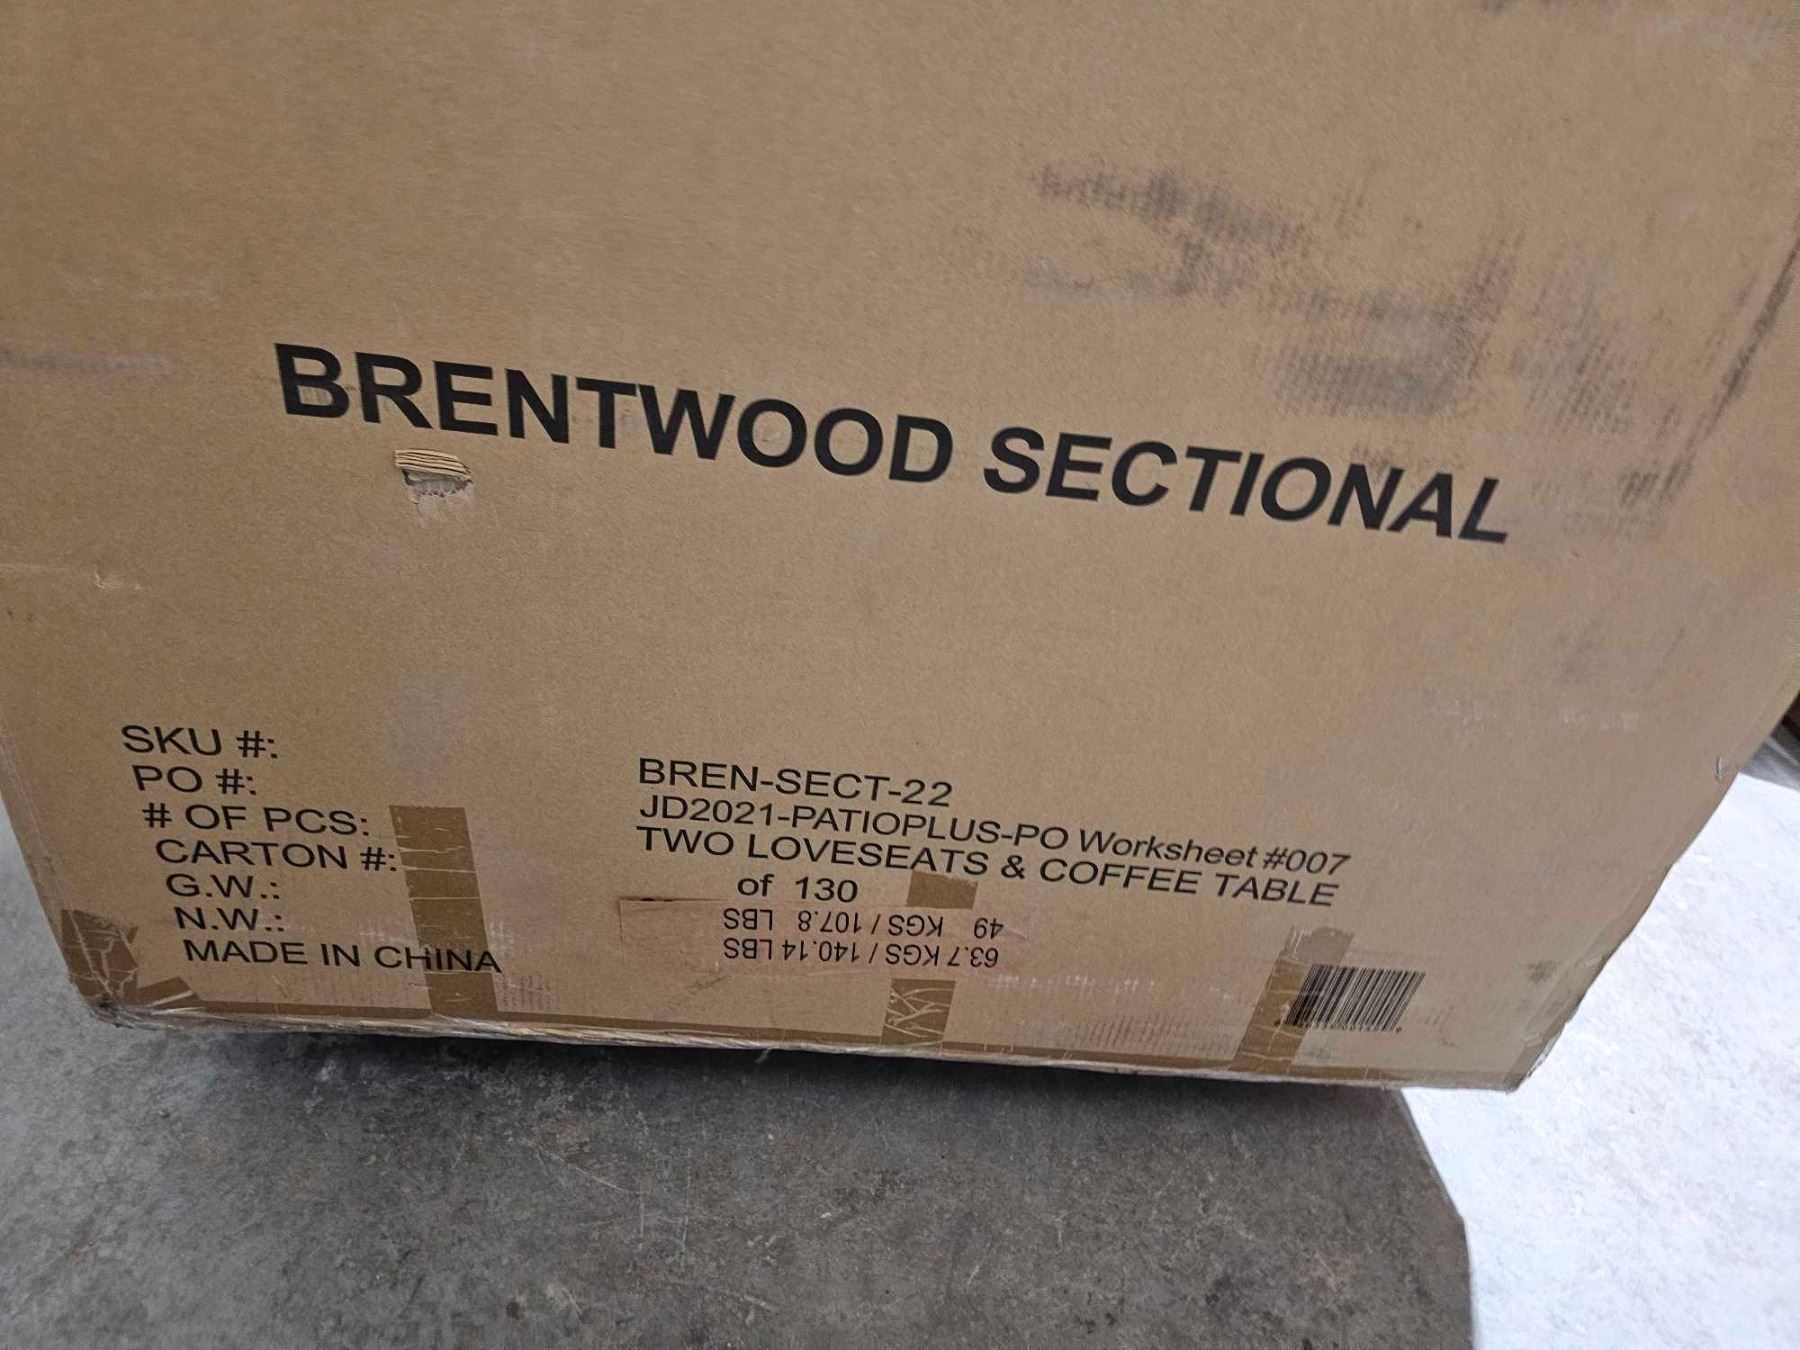 BRENTWOOD SECTIONAL
SKU #: BREN-SECT-22
PO #: JD2021-PATIOPLUS-PO Worksheet #007
# OF PCS: TWO LOVESEATS & COFFEE TABLE
CARTON #: of 130
G.W.: 63.7 KGS / 140.14 LBS
N.W.: 49 KGS / 107.8 LBS
MADE IN CHINA